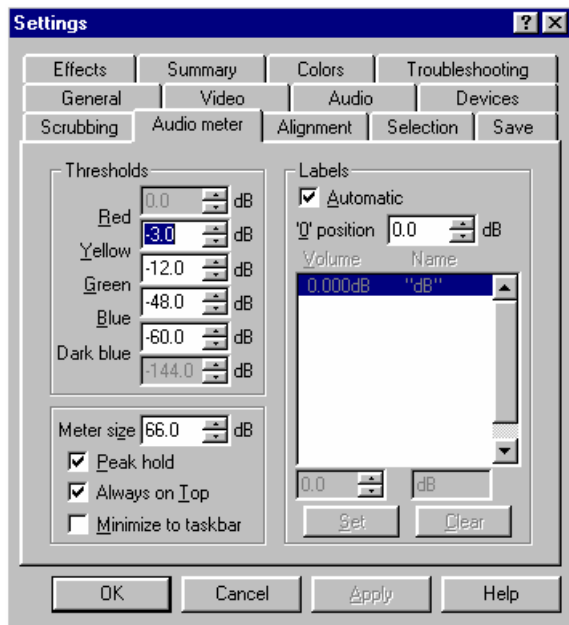 Settings
Effects Summary Colors Troubleshooting
General Video Audio Devices
Scrubbing Audio meter Alignment Selection Save
Thresholds
0.0 dB
Red
-3.0 dB
Yellow
-12.0 dB
Green
-48.0 dB
Blue
-60.0 dB
Dark blue
-144.0 dB
Meter size 66.0 dB
Peak hold
Always on Top
Minimize to taskbar
Labels
Automatic
'0' position 0.0 dB
Volume Name
0.000dB "dB"
0.0 dB
Set Clear
OK Cancel Apply Help